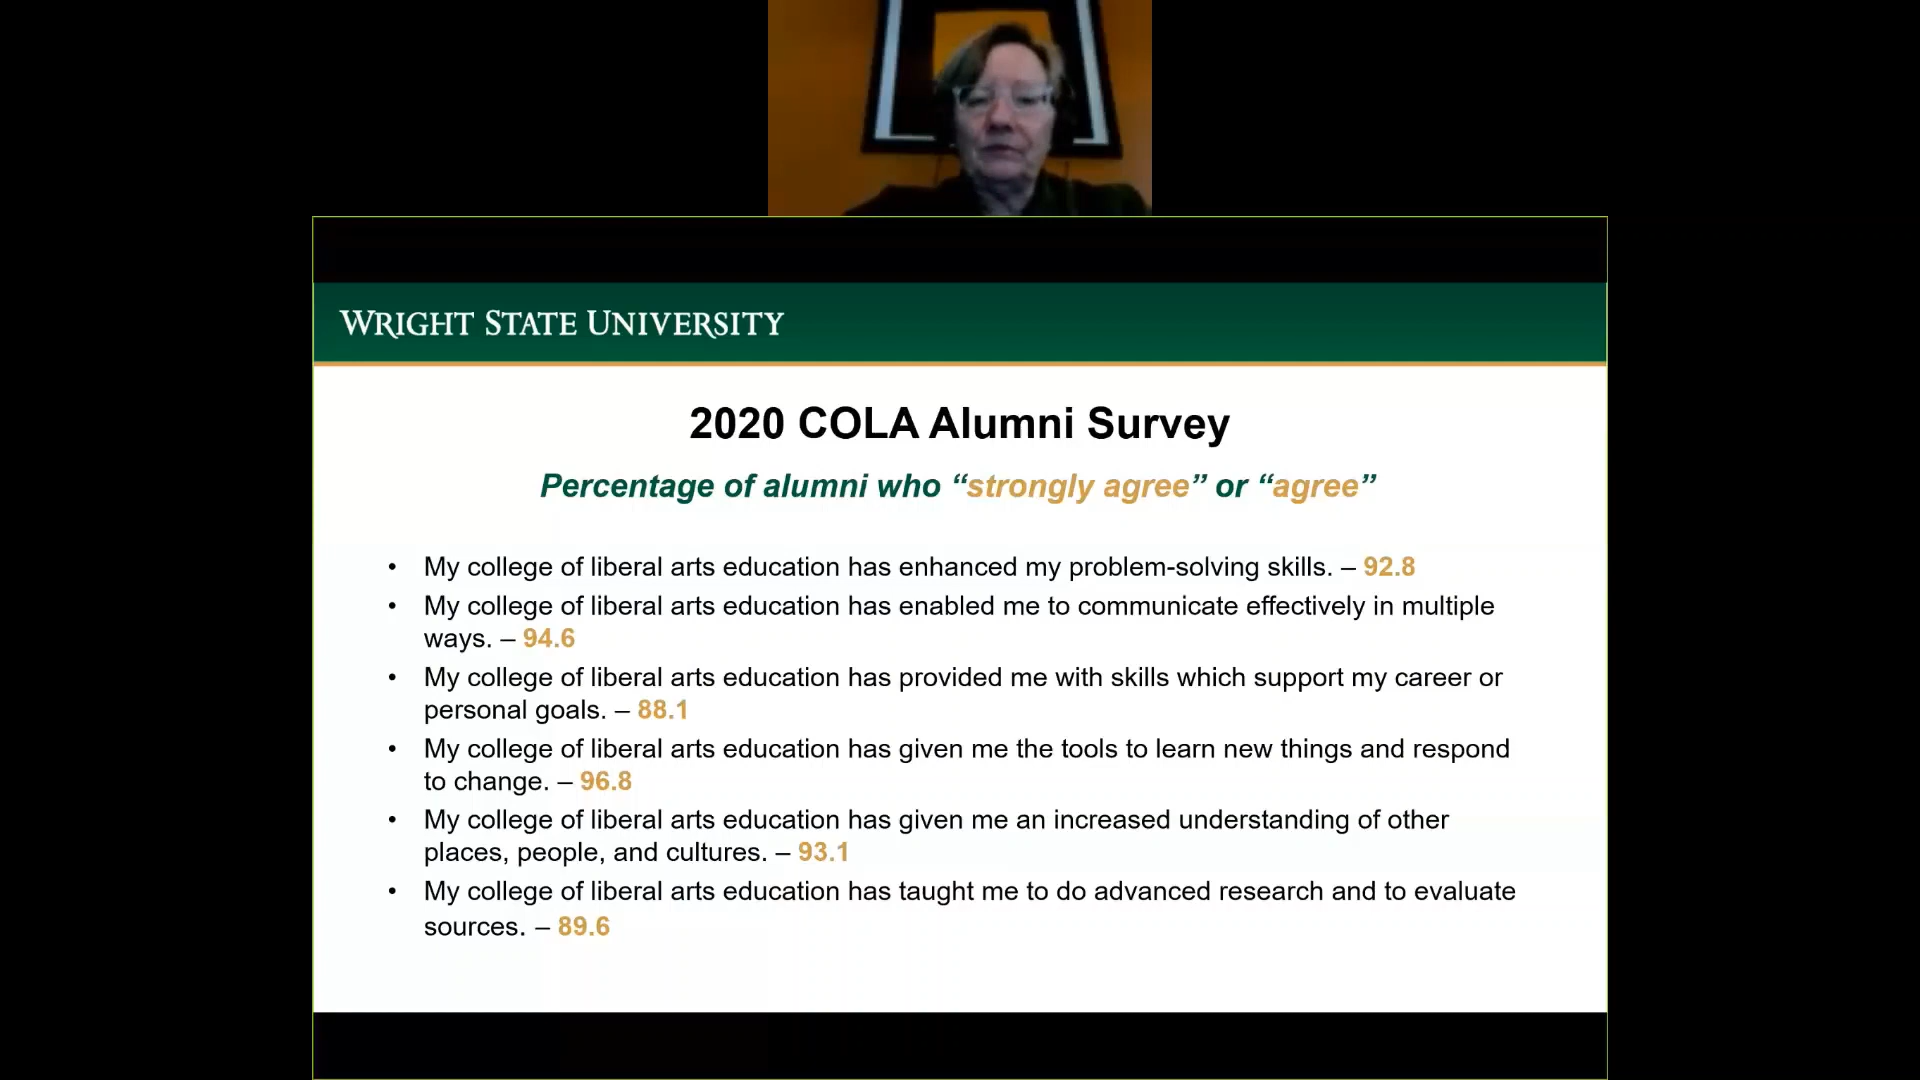 WRIGHT STATE UNIVERSITY
2020 COLA Alumni Survey
Percentage of alumni who “strongly agree” or “agree”
• My college of liberal arts education has enhanced my problem-solving skills. – 92.8
• My college of liberal arts education has enabled me to communicate effectively in multiple
ways. – 94.6
• My college of liberal arts education has provided me with skills which support my career or
personal goals. – 88.1
• My college of liberal arts education has given me the tools to learn new things and respond
to change. – 96.8
• My college of liberal arts education has given me an increased understanding of other
places, people, and cultures. – 93.1
• My college of liberal arts education has taught me to do advanced research and to evaluate
sources. – 89.6